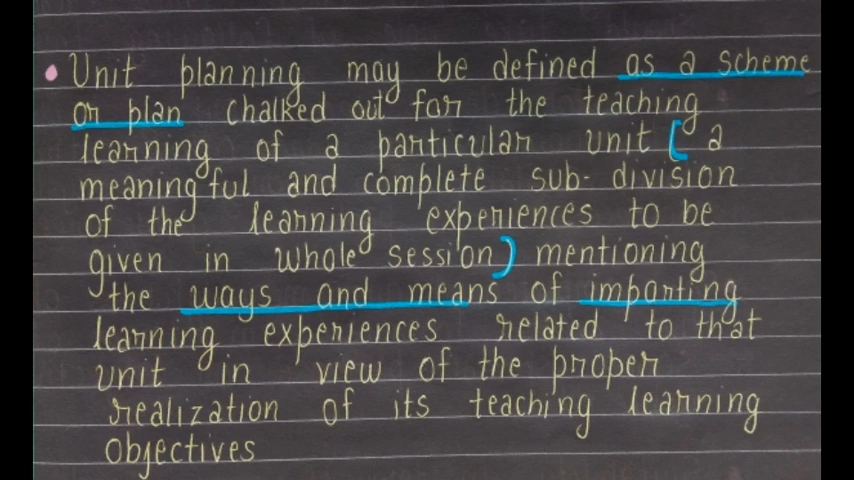 • Unit planning may be defined as a scheme
or plan chalked out for the teaching
learning of a particular unit ( a
meaningful and complete sub-division
of the learning experiences to be
given in whole session) mentioning
the ways and means of imparting
learning experiences related to that
unit in view of the proper
realization of its teaching learning
objectives